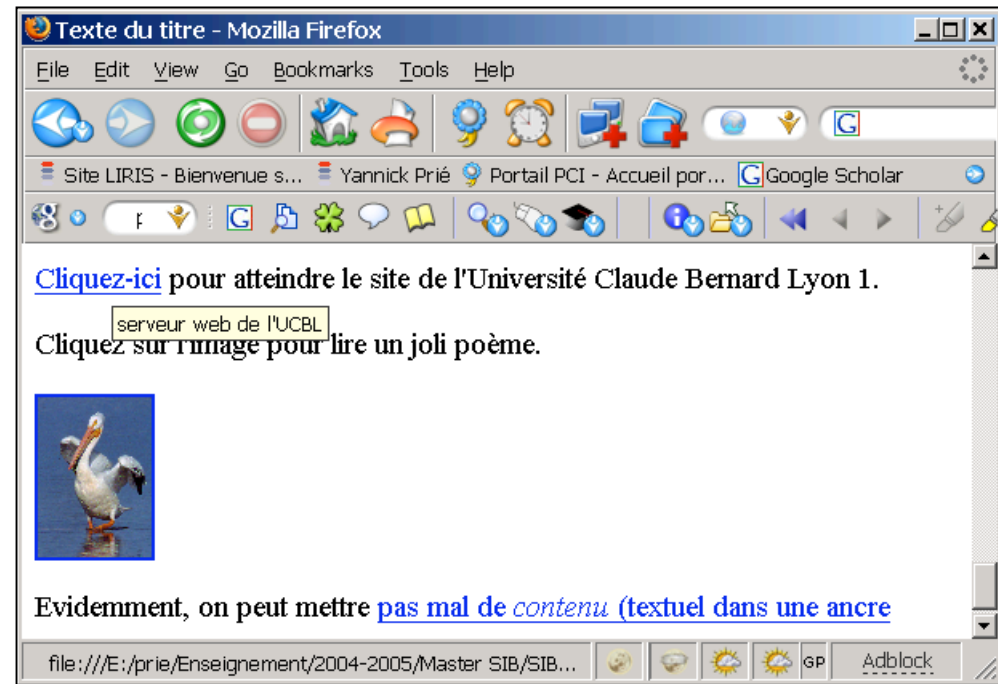 Texte du titre - Mozilla Firefox
File Edit View Go Bookmarks Tools Help
G
Site LIRIS - Bienvenue s... Yannick Prié Portail PCI - Accueil por... G Google Scholar
G
Cliquez-ici pour atteindre le site de l'Université Claude Bernard Lyon 1.
serveur web de l'UCBL
Cliquez sur l'image pour lire un joli poème.
Evidemment, on peut mettre pas mal de contenu (textuel dans une ancre
file:///E:/prie/Enseignement/2004-2005/Master SIB/SIB... GP Adblock